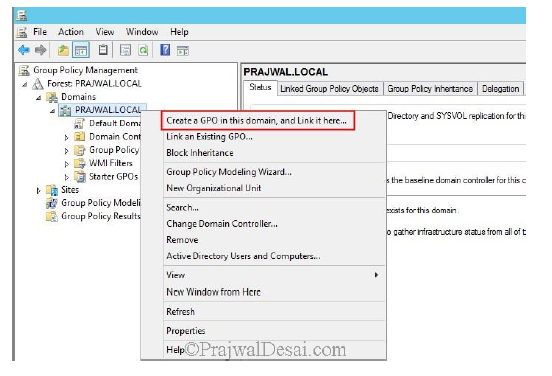 File Action View Window Help
Group Policy Management
Forest: PRAJWAL.LOCAL
Domains
PRAJWAL.LOCAL
Default Doma
Domain Cont
Group Policy
WMI Filters
Starter GPOs
Sites
Group Policy Modeli
Group Policy Results
Create a GPO in this domain, and Link it here...
Link an Existing GPO...
Block Inheritance
Group Policy Modeling Wizard...
New Organizational Unit
Search...
Change Domain Controller...
Remove
Active Directory Users and Computers...
View
New Window from Here
Refresh
Properties
Help
©PrajwalDesai.com
PRAJWAL.LOCAL
Status Linked Group Policy Objects Group Policy Inheritance Delegation
Directory and SYSVOL replication for thi
s the baseline domain controller for this c
exists for this domain.
o gather infrastructure status from all of t